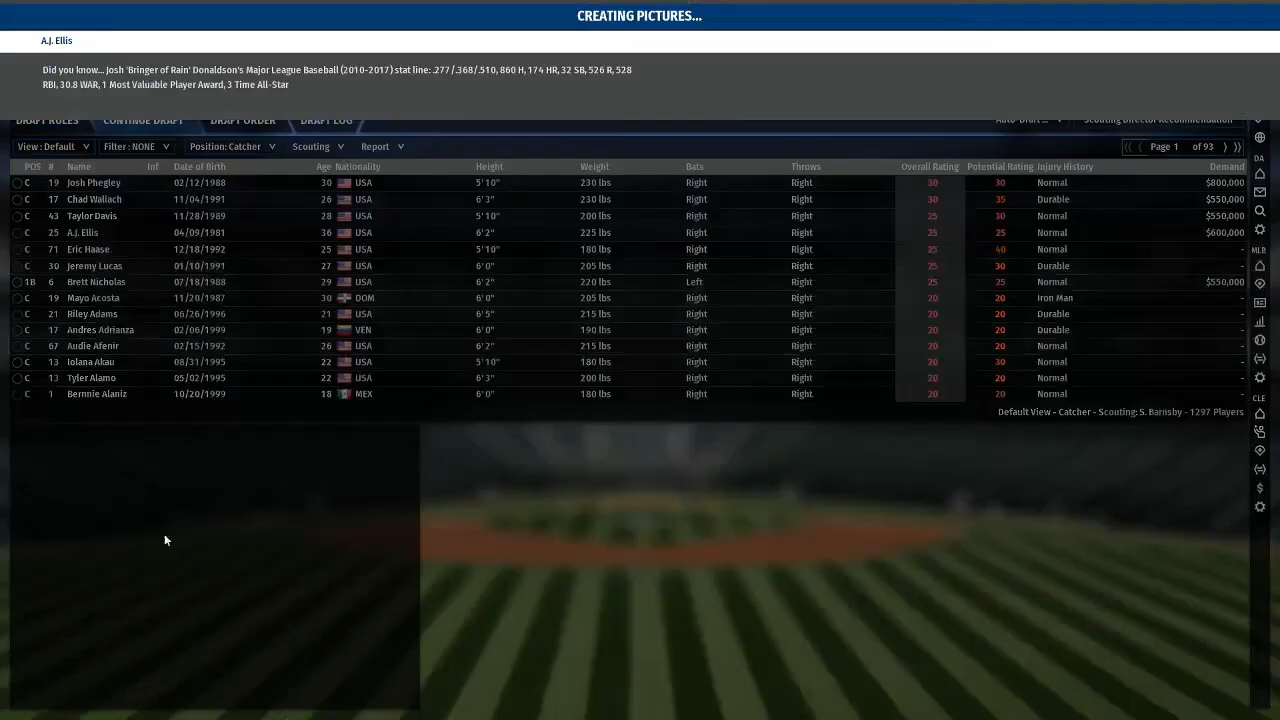 CREATING PICTURES...
A.J. Ellis
Did you know... Josh 'Bringer of Rain' Donaldson's Major League Baseball (2010-2017) stat line: .277/.368/.510, 860 H, 174 HR, 32 SB, 526 R, 528
RBI, 30.8 WAR, 1 Most Valuable Player Award, 3 Time All-Star
DRAFT RULES CONTINUE DRAFT DRAFT ORDER DRAFT LOG Auto-Draft ... Scouting Director Recommendation
View : Default Filter : NONE Position: Catcher Scouting Report Page 1 of 93
POS # Name Inf Date of Birth Age Nationality Height Weight Bats Throws Overall Rating Potential Rating Injury History Demand
C 19 Josh Phegley 02/12/1988 30 USA 5'10" 230 lbs Right Right 30 30 Normal $800,000
C 17 Chad Wallach 11/04/1991 26 USA 6'3" 230 lbs Right Right 30 35 Durable $550,000
C 43 Taylor Davis 11/28/1989 28 USA 5'10" 200 lbs Right Right 25 30 Normal $550,000
C 25 A.J. Ellis 04/09/1981 36 USA 6'2" 225 lbs Right Right 25 25 Normal $600,000
C 71 Eric Haase 12/18/1992 25 USA 5'10" 180 lbs Right Right 25 40 Normal -
C 30 Jeremy Lucas 01/10/1991 27 USA 6'0" 205 lbs Right Right 25 30 Durable -
1B 6 Brett Nicholas 07/18/1988 29 USA 6'2" 220 lbs Left Right 25 25 Normal $550,000
C 19 Mayo Acosta 11/20/1987 30 DOM 6'0" 205 lbs Right Right 20 20 Iron Man -
C 21 Riley Adams 06/26/1996 21 USA 6'5" 215 lbs Right Right 20 20 Durable -
C 17 Andres Adrianza 02/06/1999 19 VEN 6'0" 190 lbs Right Right 20 20 Durable -
C 67 Audie Afenir 02/15/1992 26 USA 6'2" 215 lbs Right Right 20 20 Normal -
C 13 Iolana Akau 08/31/1995 22 USA 5'10" 180 lbs Right Right 20 30 Normal -
C 13 Tyler Alamo 05/02/1995 22 USA 6'3" 200 lbs Right Right 20 20 Normal -
C 1 Bernnie Alaniz 10/20/1999 18 MEX 6'0" 180 lbs Right Right 20 20 Normal -
Default View - Catcher - Scouting: S. Barnsby - 1297 Players
DA
MLB
CLE
$